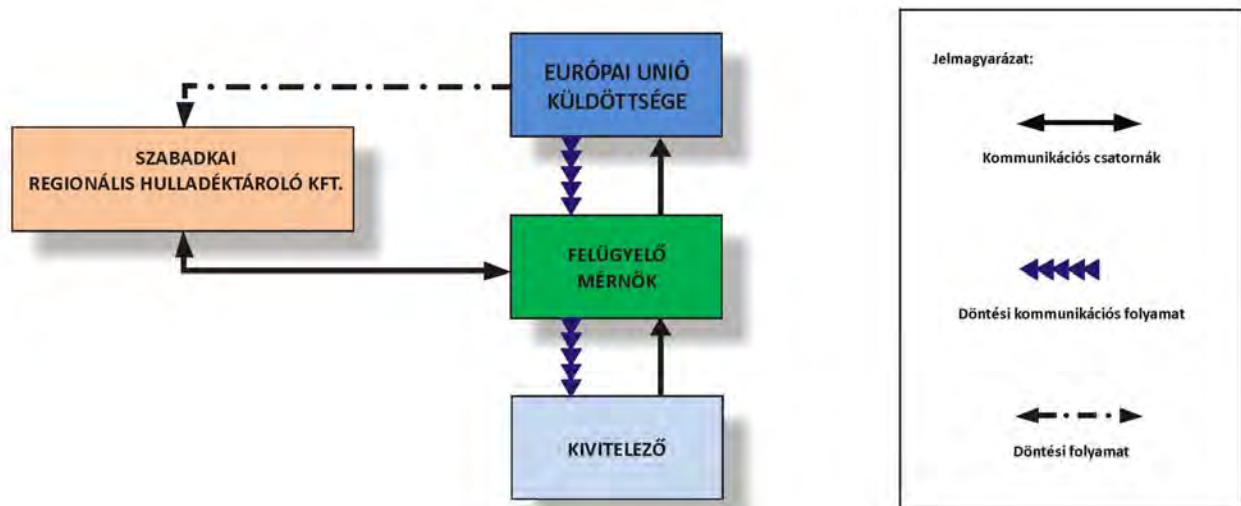 EURÓPAI UNIÓ
KÜLDÖTTSÉGE
SZABADKAI
REGIONÁLIS HULLADÉKTÁROLÓ KFT.
FELÜGYELŐ
MÉRNÖK
KIVITELEZŐ
Jelmagyarázat:
Kommunikációs csatornák
Döntési kommunikációs folyamat
Döntési folyamat